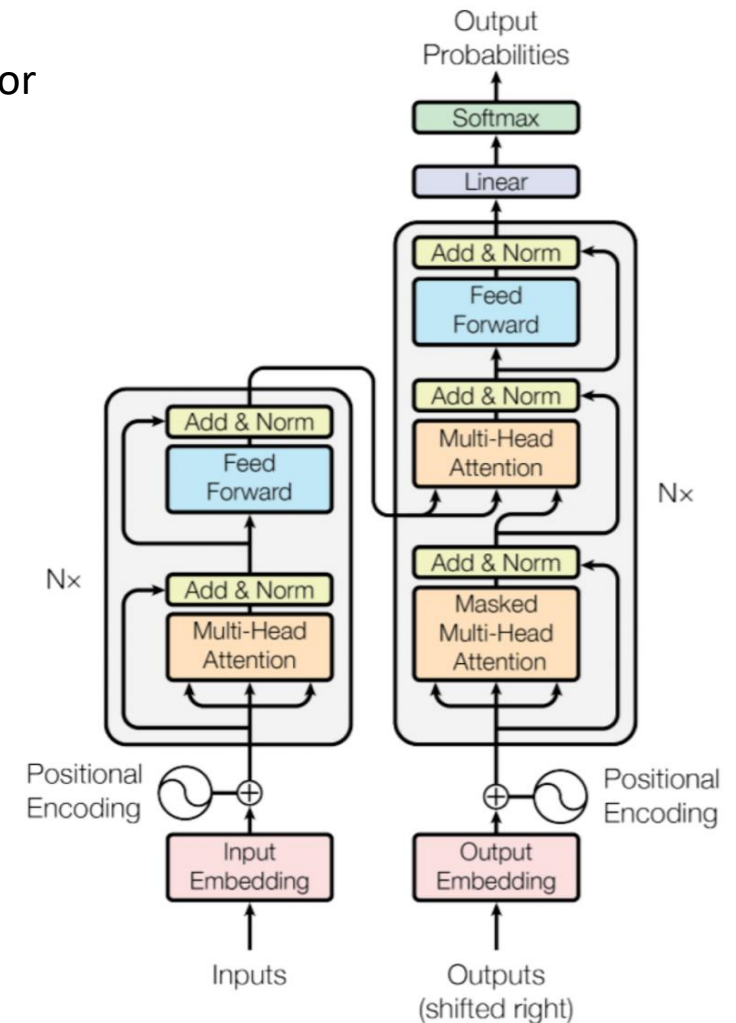 or
Output
Probabilities
Softmax
Linear
Add & Norm
Feed
Forward
Add & Norm
Multi-Head
Attention
Nx
Add & Norm
Masked
Multi-Head
Attention
Positional
Encoding
Output
Embedding
Outputs
(shifted right)
Add & Norm
Feed
Forward
Nx
Add & Norm
Multi-Head
Attention
Positional
Encoding
Input
Embedding
Inputs